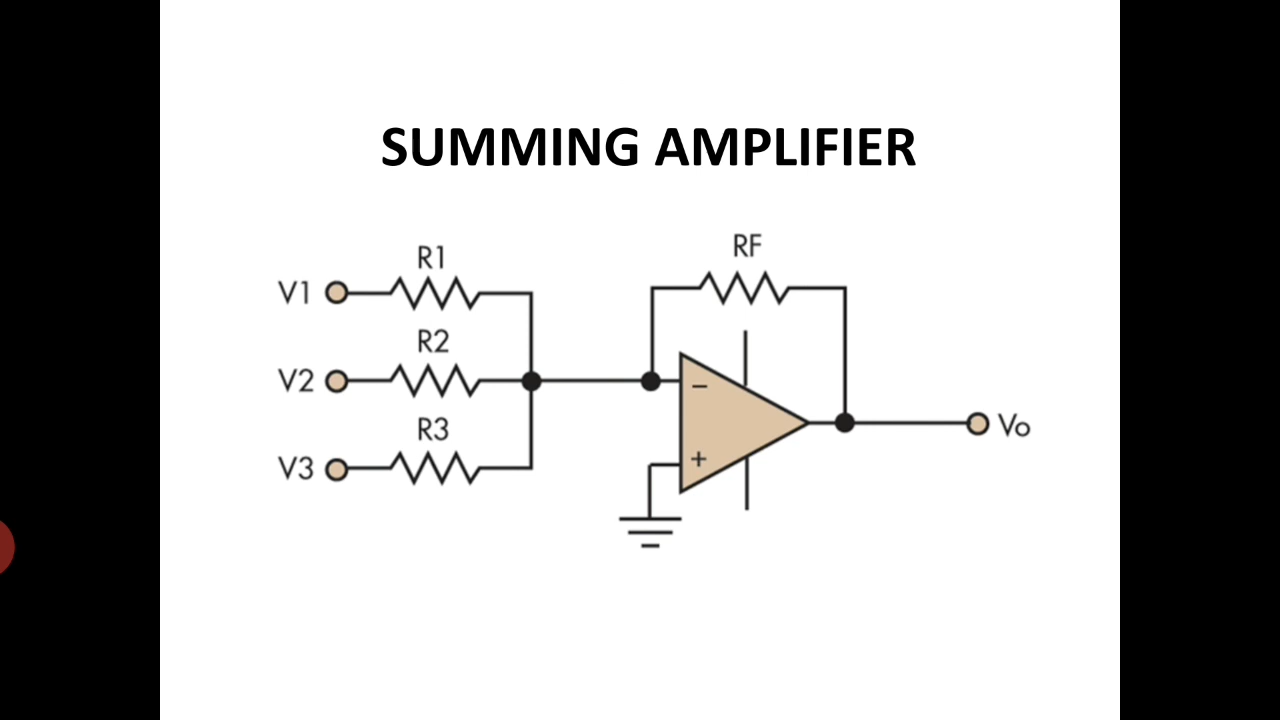 SUMMING AMPLIFIER
RF
R1
V1
R2
V2
−
R3
V3
+
Vo